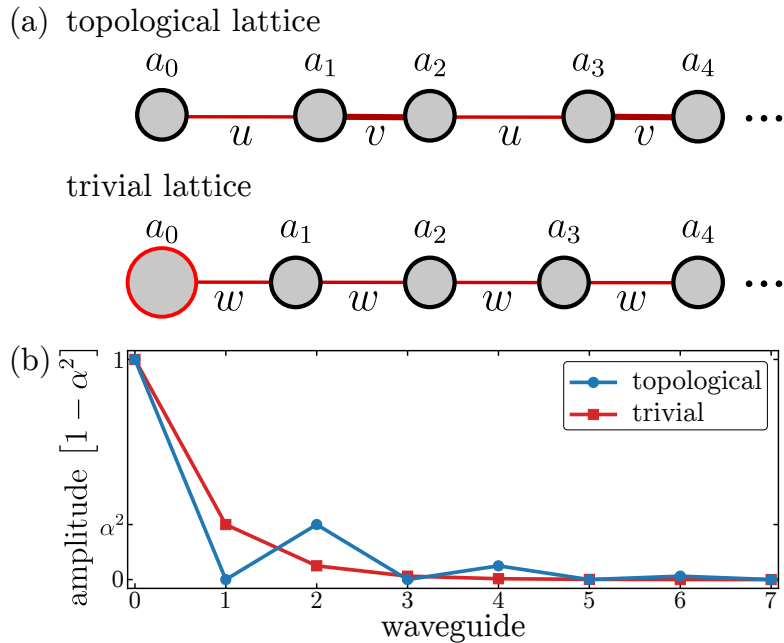 (a) topological lattice
a₀ a₁ a₂ a₃ a₄
u v u v ...
trivial lattice
a₀ a₁ a₂ a₃ a₄
w w w w ...
(b)
amplitude [1 − α²]
1
α²
0
topological
trivial
0 1 2 3 4 5 6 7
waveguide